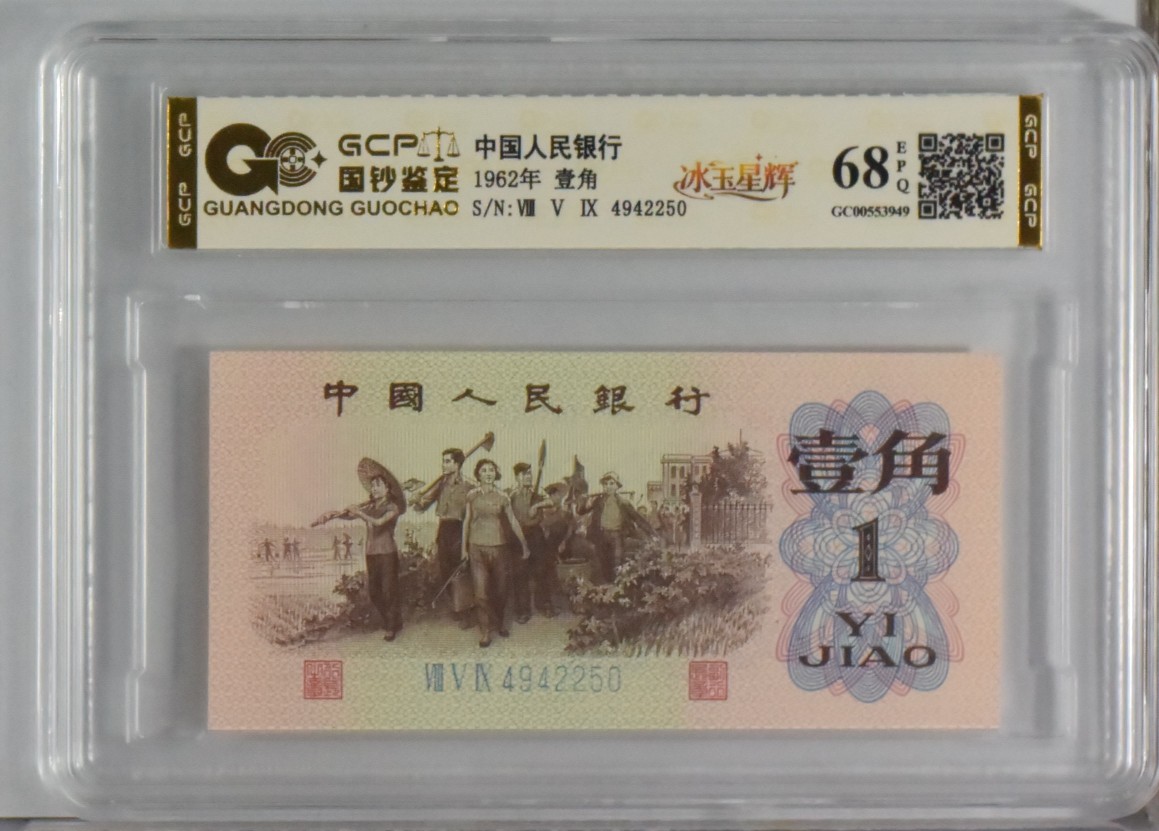 GCP
GCP
GCP
国钞鉴定
GUANGDONG GUOCHAO
中国人民银行
1962年 壹角
S/N:Ⅷ Ⅴ Ⅸ 4942250
冰玉星辉
68
EPQ
GC00553949
GCP
GCP
中國人民銀行
壹角
1
YI
JIAO
Ⅷ Ⅴ Ⅸ 4942250